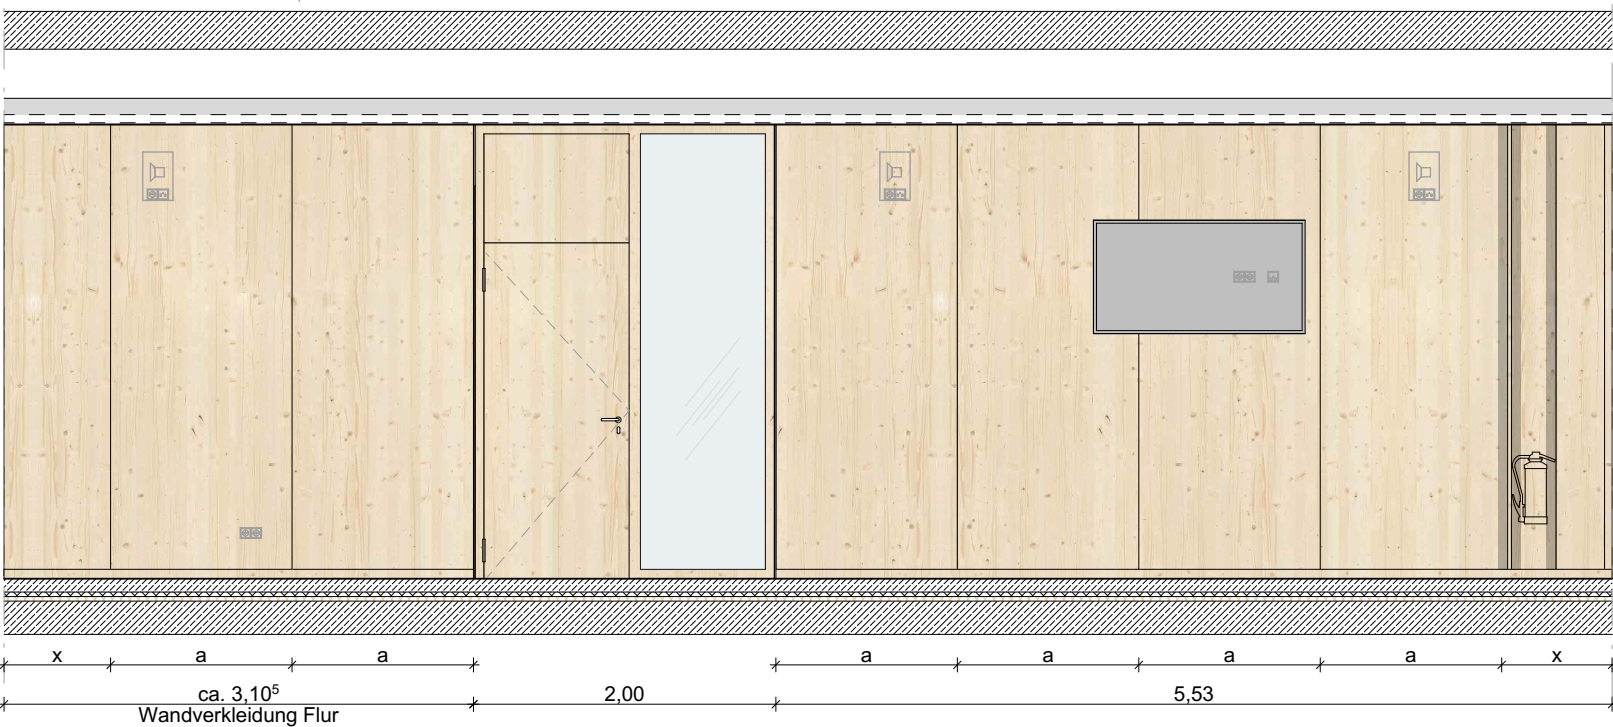 x a a a a a a x
ca. 3,10⁵ 2,00 5,53
Wandverkleidung Flur